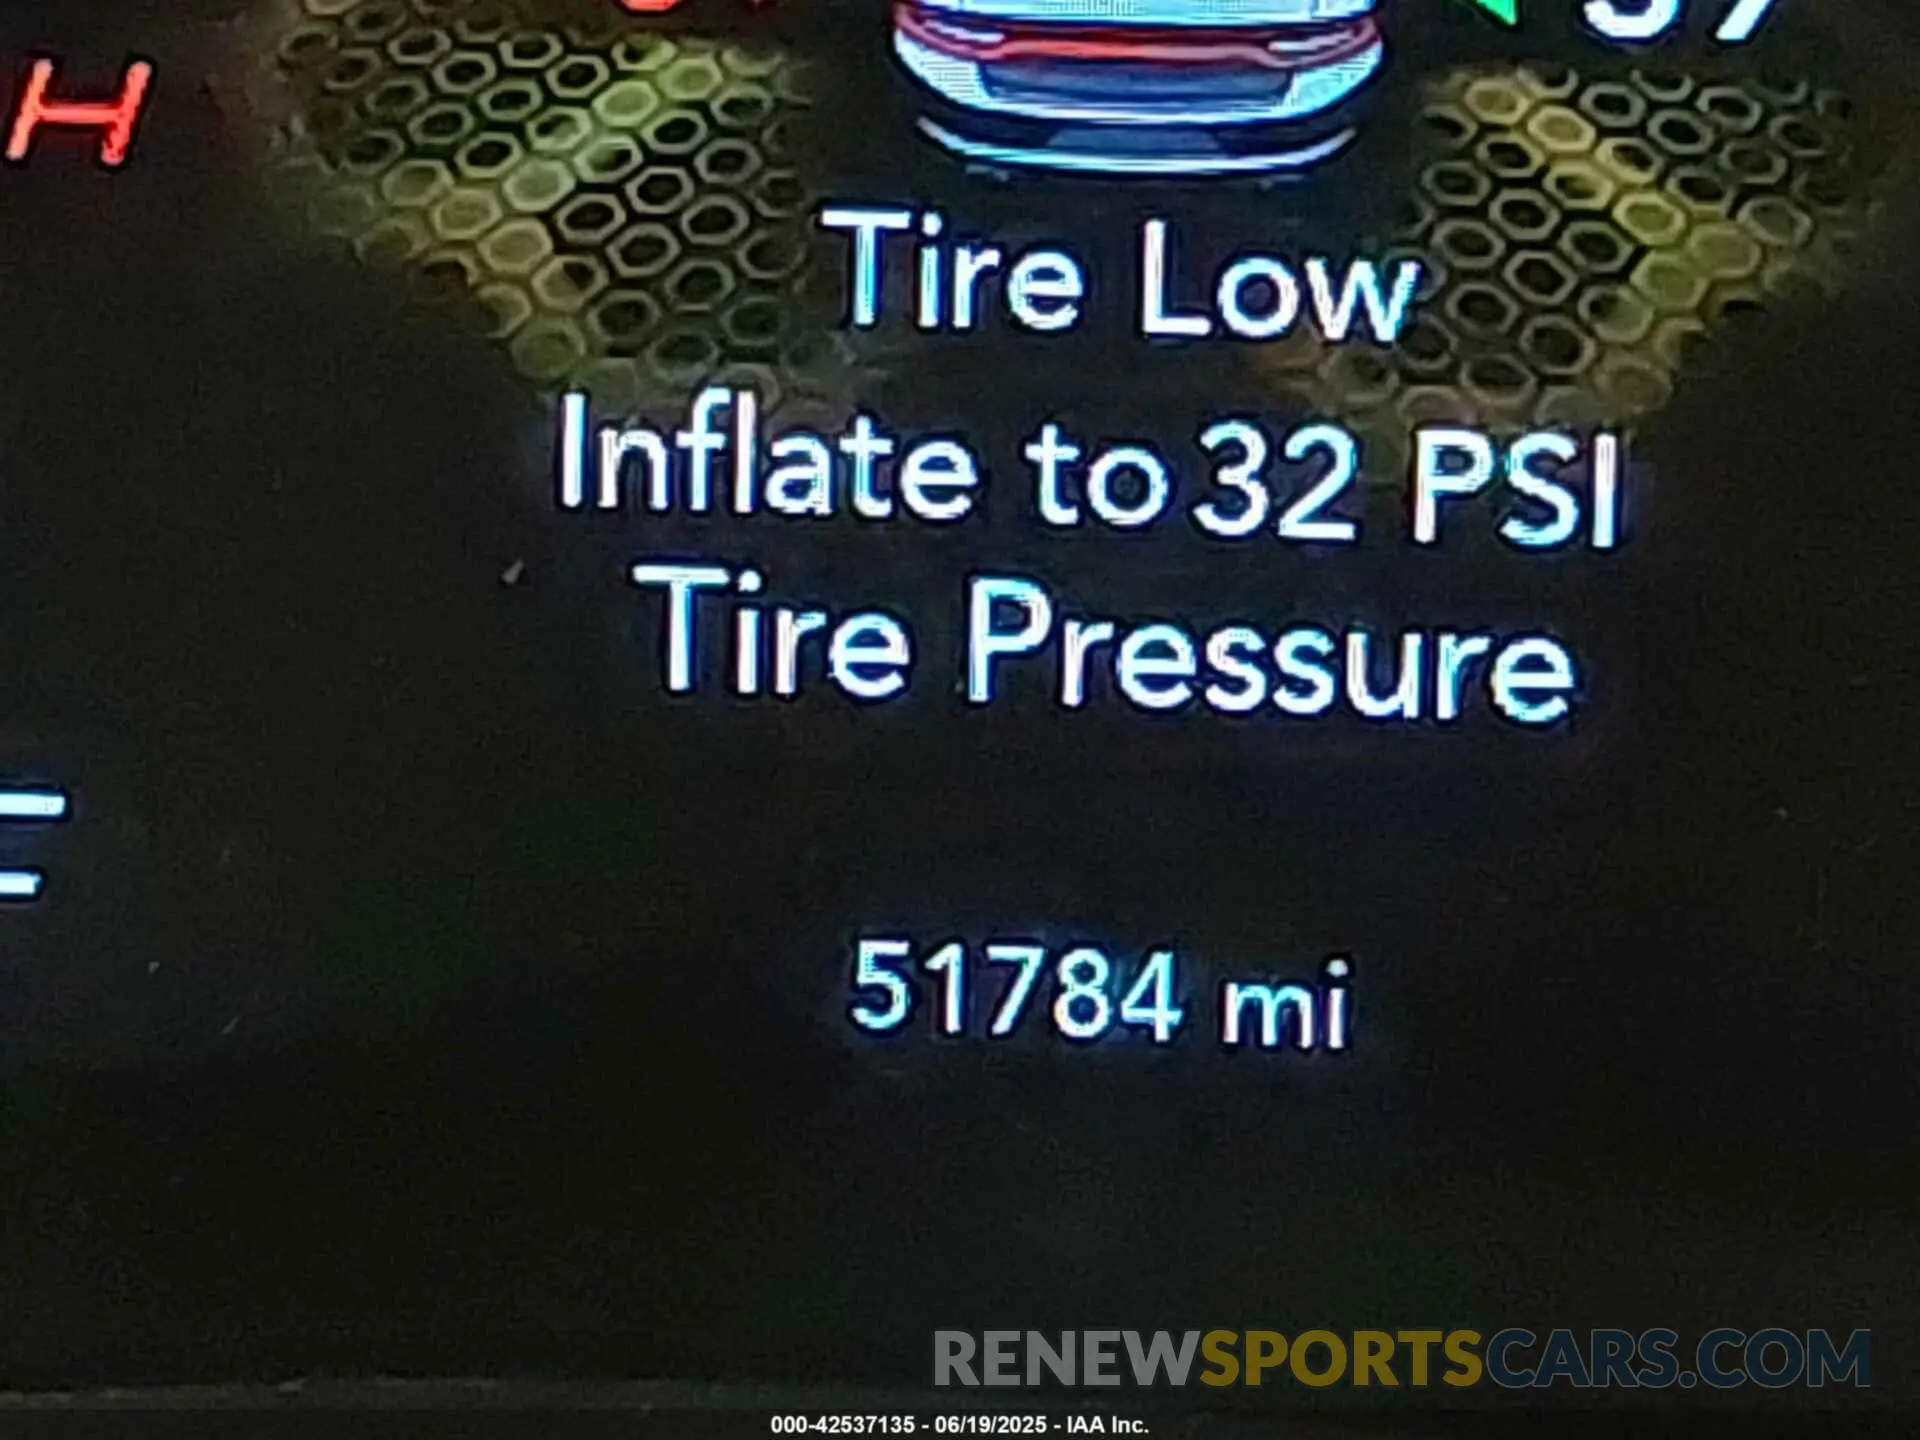 H
Tire Low
Inflate to 32 PSI
Tire Pressure
51784 mi
RENEWSPORTSCARS.COM
000-42537135 - 06/19/2025 - IAA Inc.